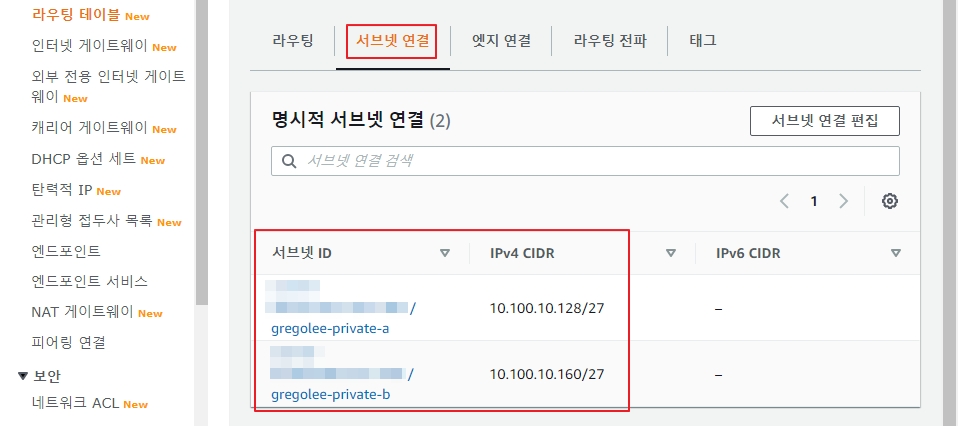 라우팅 테이블 New
인터넷 게이트웨이 New
외부 전용 인터넷 게이트
웨이 New
캐리어 게이트웨이 New
DHCP 옵션 세트 New
탄력적 IP New
관리형 접두사 목록 New
엔드포인트
엔드포인트 서비스
NAT 게이트웨이 New
피어링 연결
▼ 보안
네트워크 ACL New
라우팅 서브넷 연결 엣지 연결 라우팅 전파 태그
명시적 서브넷 연결 (2) 서브넷 연결 편집
서브넷 연결 검색
1
서브넷 ID IPv4 CIDR IPv6 CIDR
/
gregolee-private-a 10.100.10.128/27 –
/
gregolee-private-b 10.100.10.160/27 –